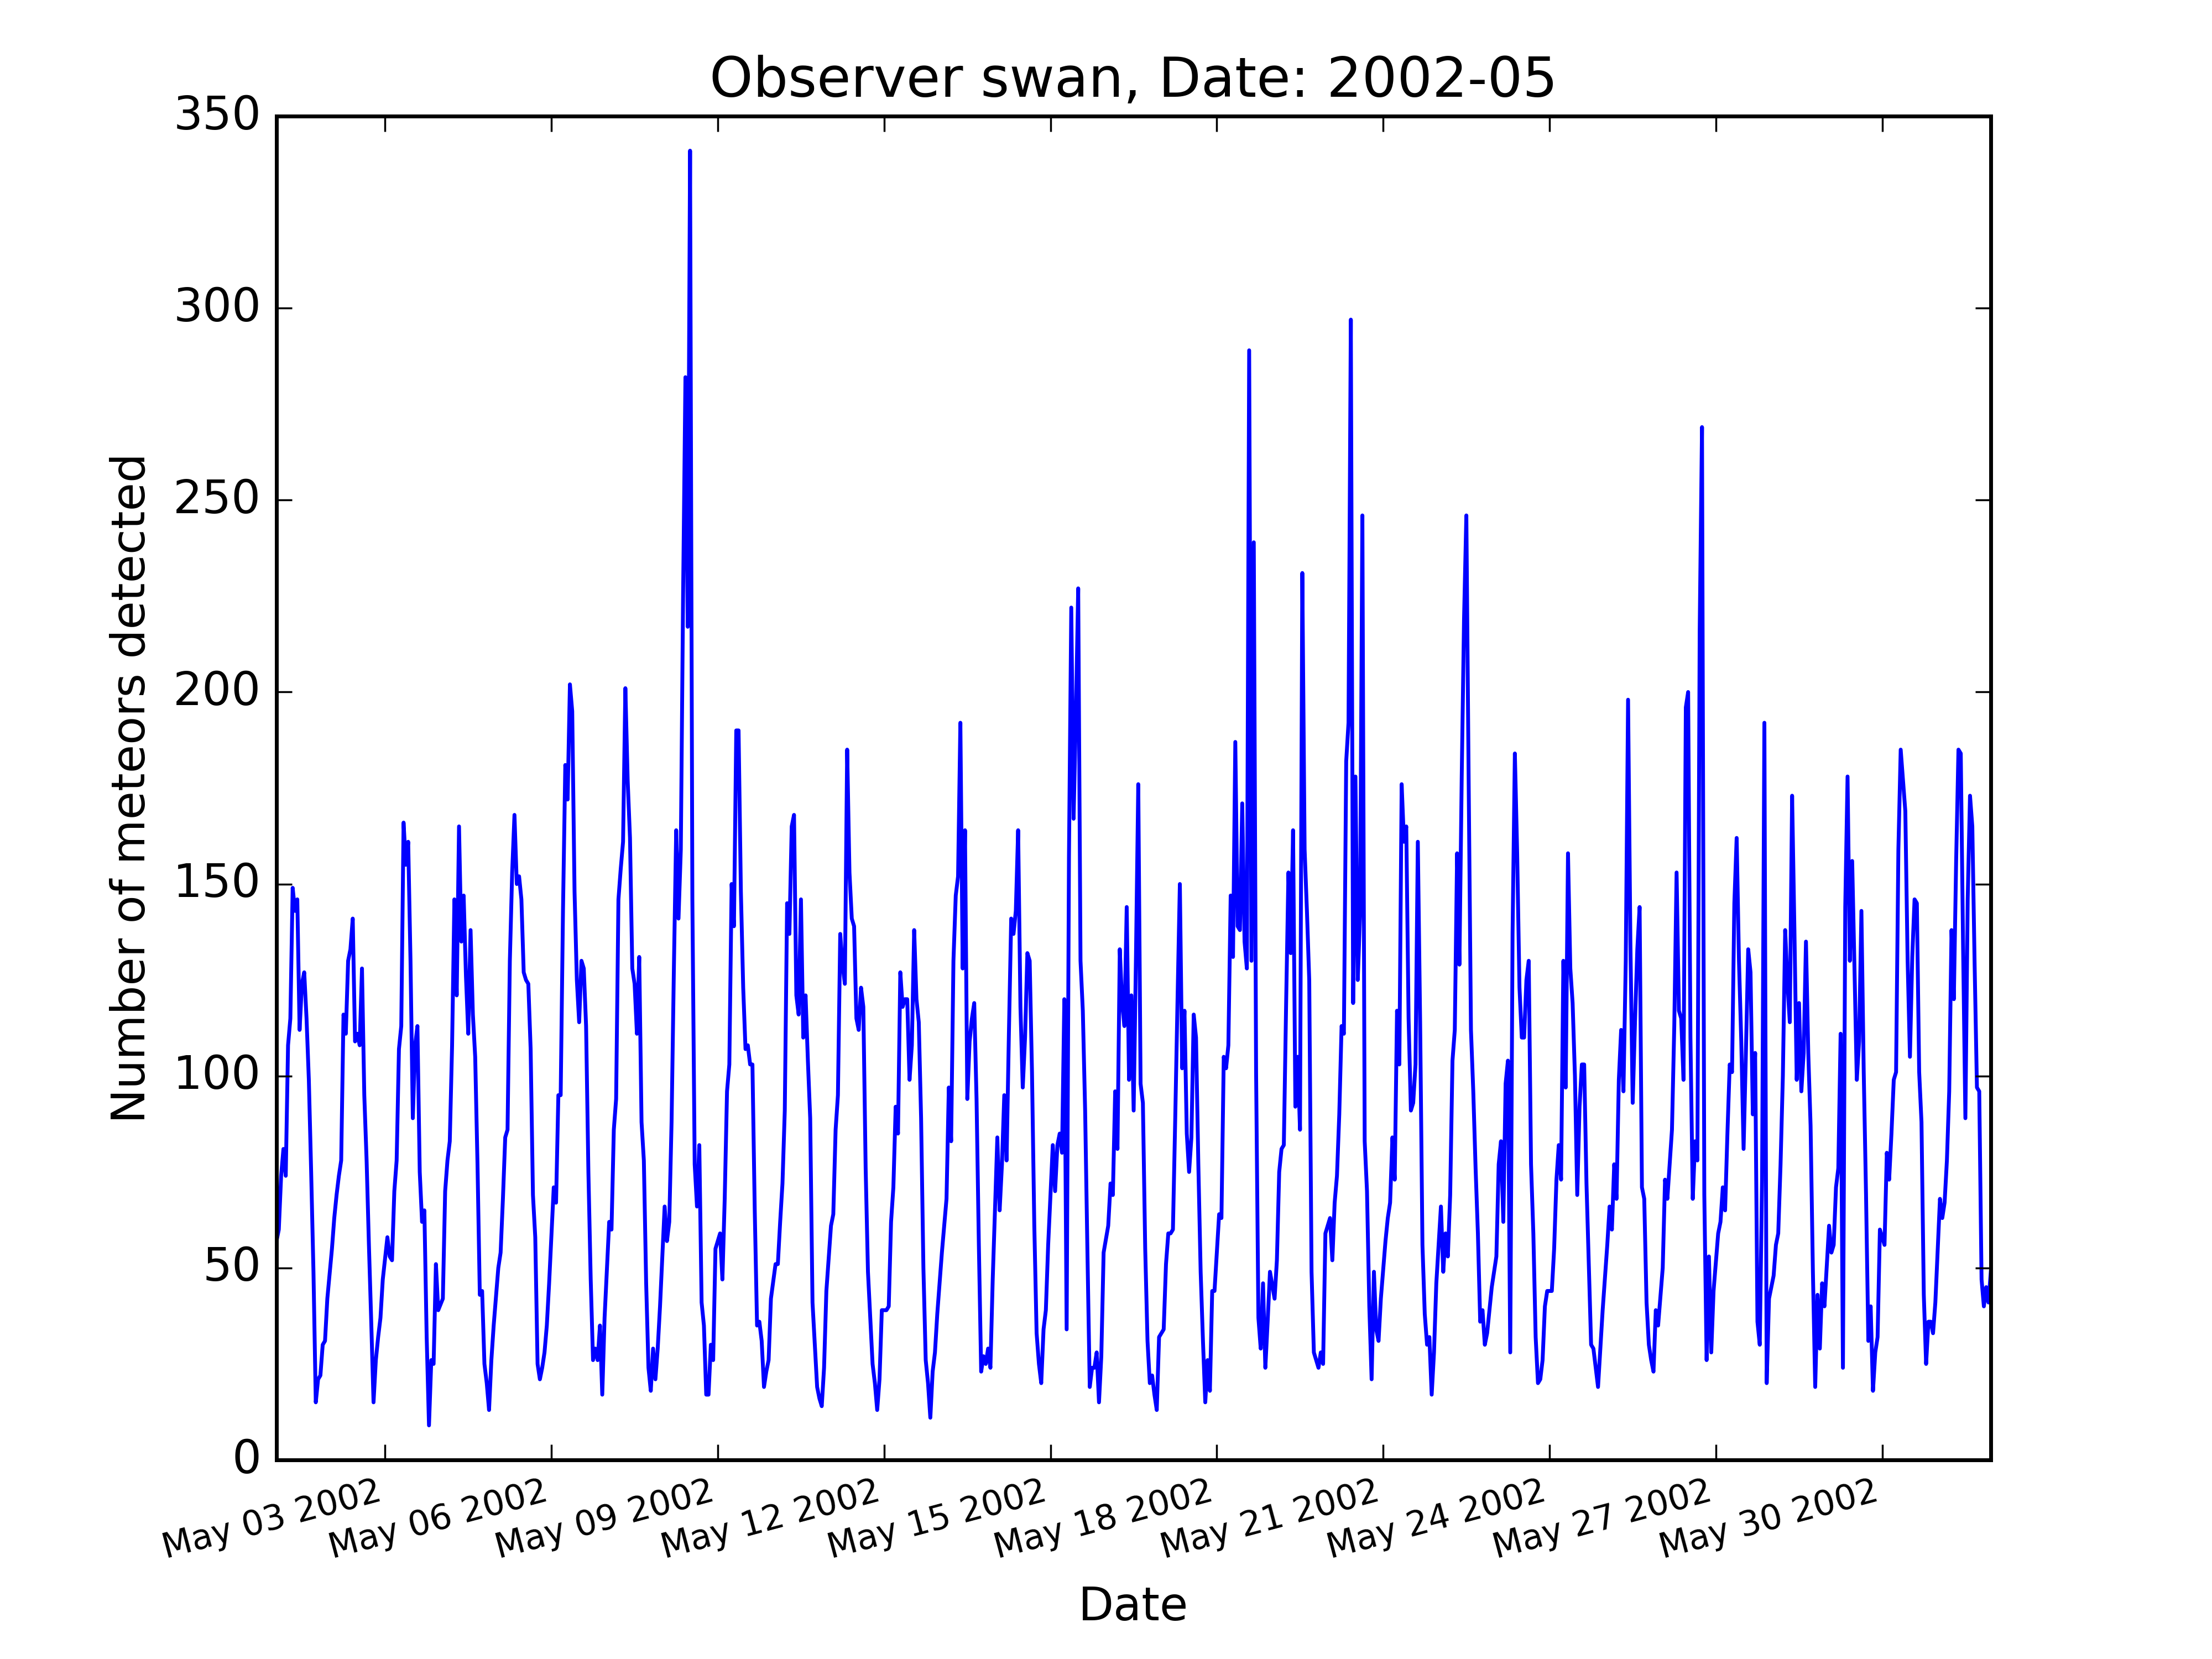 Observer swan, Date: 2002-05
350
300
250
200
150
100
50
0
Number of meteors detected
May 03 2002
May 06 2002
May 09 2002
May 12 2002
May 15 2002
May 18 2002
May 21 2002
May 24 2002
May 27 2002
May 30 2002
Date